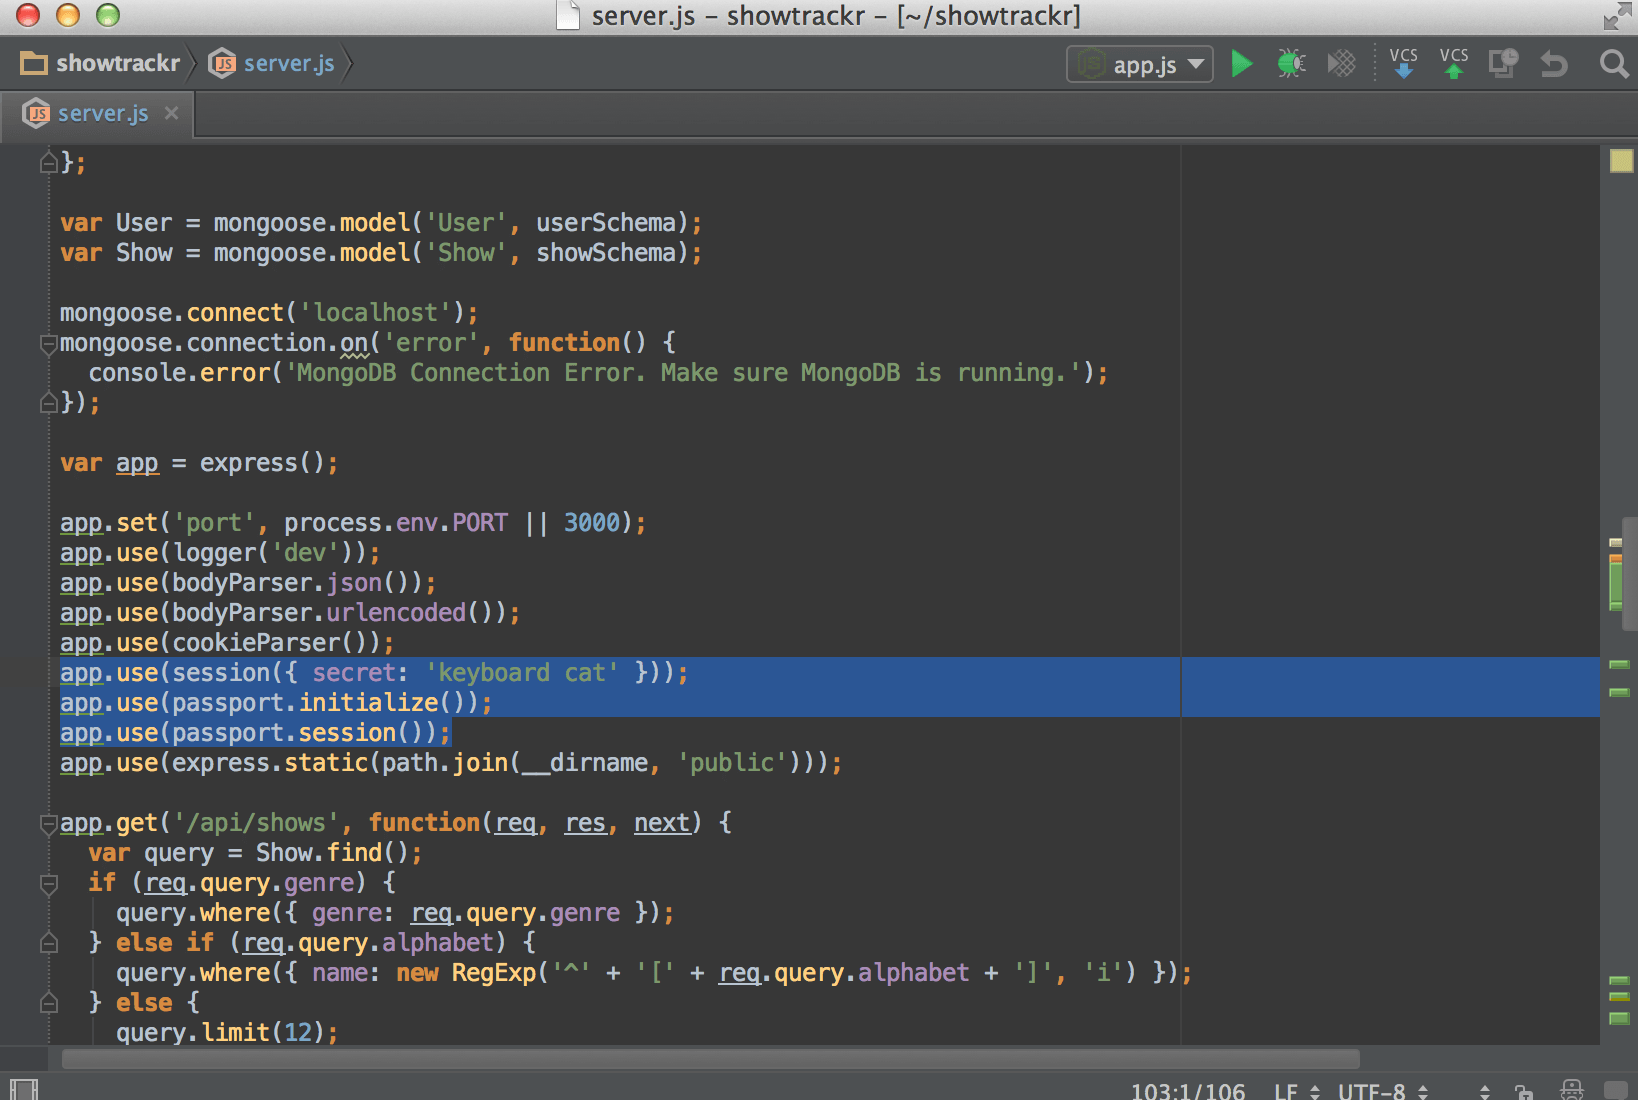 server.js – showtrackr – [~/showtrackr]
showtrackr server.js app.js VCS VCS
server.js
};
var User = mongoose.model('User', userSchema);
var Show = mongoose.model('Show', showSchema);
mongoose.connect('localhost');
mongoose.connection.on('error', function() {
  console.error('MongoDB Connection Error. Make sure MongoDB is running.');
});
var app = express();
app.set('port', process.env.PORT || 3000);
app.use(logger('dev'));
app.use(bodyParser.json());
app.use(bodyParser.urlencoded());
app.use(cookieParser());
app.use(session({ secret: 'keyboard cat' }));
app.use(passport.initialize());
app.use(passport.session());
app.use(express.static(path.join(__dirname, 'public')));
app.get('/api/shows', function(req, res, next) {
  var query = Show.find();
  if (req.query.genre) {
    query.where({ genre: req.query.genre });
  } else if (req.query.alphabet) {
    query.where({ name: new RegExp('^' + '[' + req.query.alphabet + ']', 'i') });
  } else {
    query.limit(12);
103:1/106 LF UTF-8